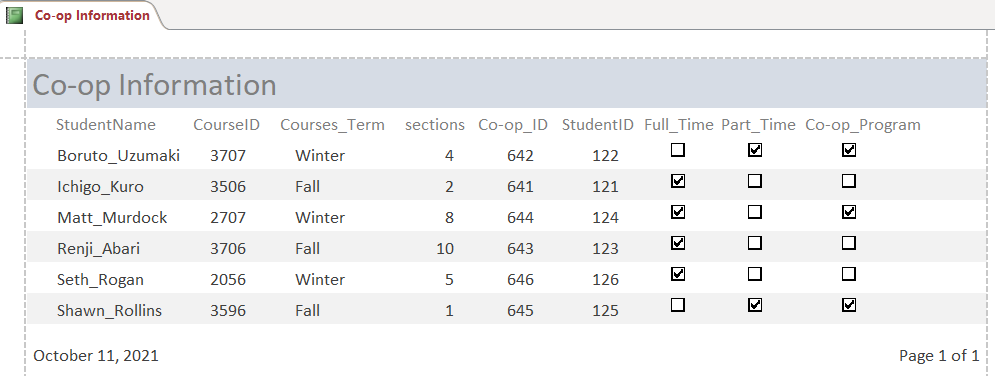 Co-op Information
Co-op Information
StudentName CourseID Courses_Term sections Co-op_ID StudentID Full_Time Part_Time Co-op_Program
Boruto_Uzumaki 3707 Winter 4 642 122
Ichigo_Kuro 3506 Fall 2 641 121
Matt_Murdock 2707 Winter 8 644 124
Renji_Abari 3706 Fall 10 643 123
Seth_Rogan 2056 Winter 5 646 126
Shawn_Rollins 3596 Fall 1 645 125
October 11, 2021 Page 1 of 1